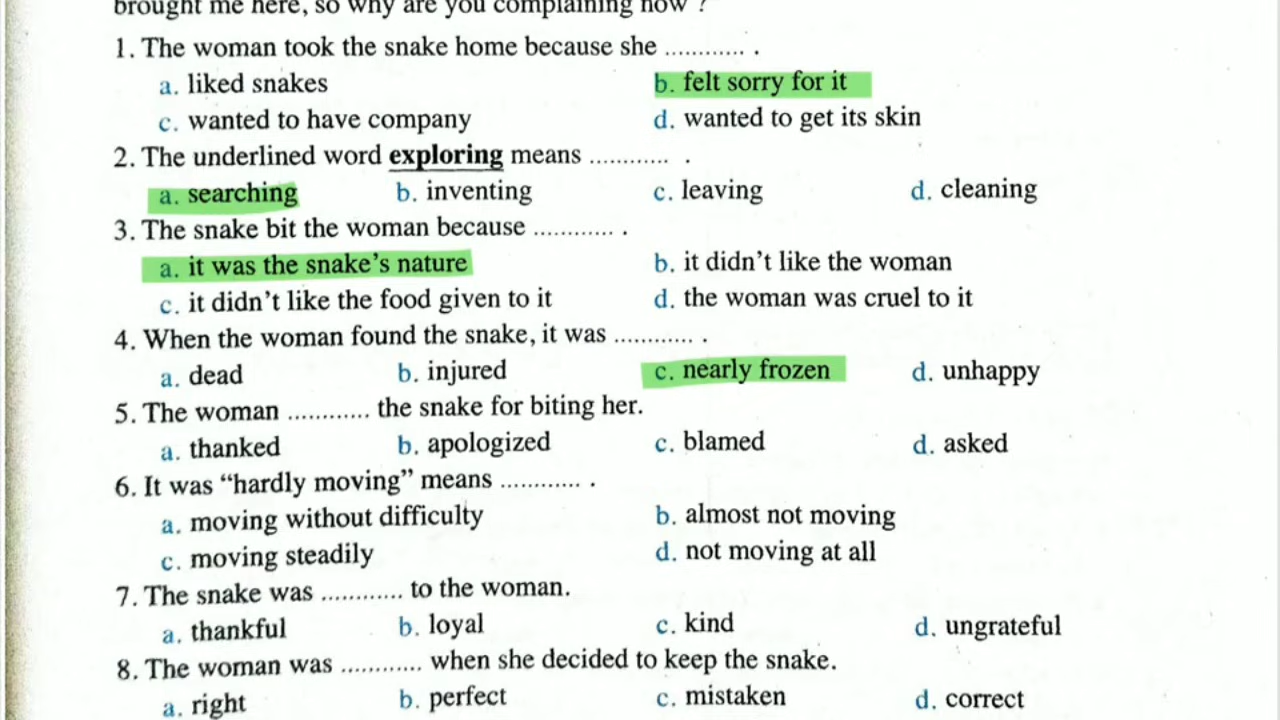 brought me here, so why are you complaining now ?
1. The woman took the snake home because she ............ .
a. liked snakes b. felt sorry for it
c. wanted to have company d. wanted to get its skin
2. The underlined word exploring means ............ .
a. searching b. inventing c. leaving d. cleaning
3. The snake bit the woman because ............ .
a. it was the snake's nature b. it didn't like the woman
c. it didn't like the food given to it d. the woman was cruel to it
4. When the woman found the snake, it was ............ .
a. dead b. injured c. nearly frozen d. unhappy
5. The woman ............ the snake for biting her.
a. thanked b. apologized c. blamed d. asked
6. It was “hardly moving” means ............ .
a. moving without difficulty b. almost not moving
c. moving steadily d. not moving at all
7. The snake was ............ to the woman.
a. thankful b. loyal c. kind d. ungrateful
8. The woman was ............ when she decided to keep the snake.
a. right b. perfect c. mistaken d. correct